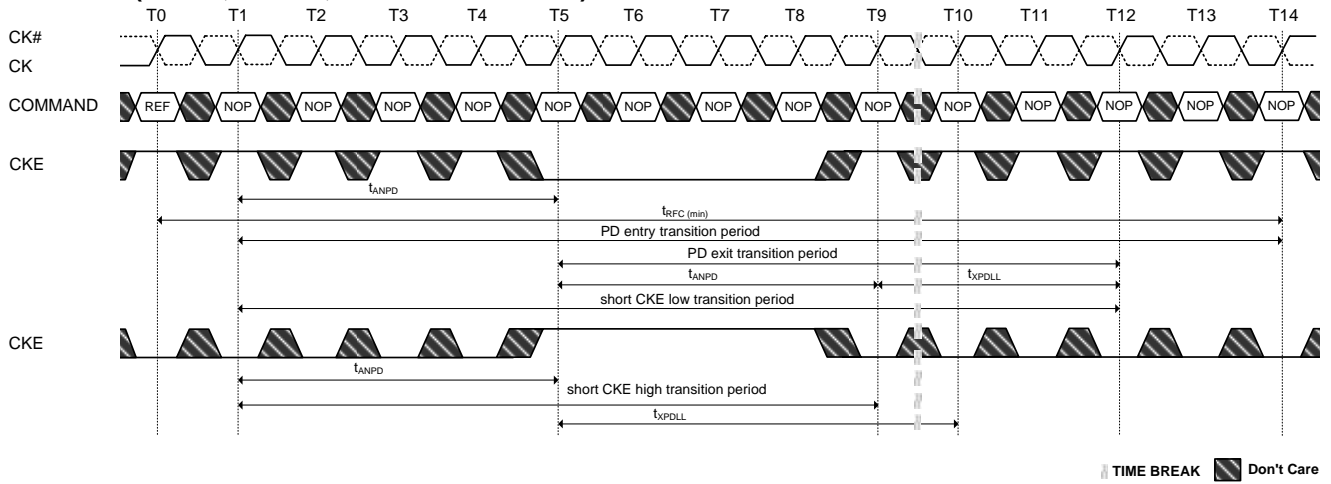 T0 T1 T2 T3 T4 T5 T6 T7 T8 T9 T10 T11 T12 T13 T14
CK#
CK
COMMAND REF NOP NOP NOP NOP NOP NOP NOP NOP NOP NOP NOP NOP NOP NOP
CKE
tANPD
tRFC (min)
PD entry transition period
PD exit transition period
tANPD tXPDLL
short CKE low transition period
CKE
tANPD
short CKE high transition period
tXPDLL
TIME BREAK Don't Care